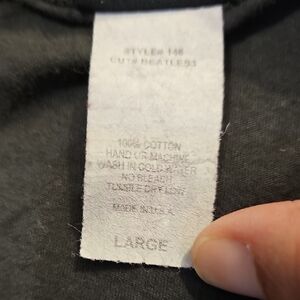 STYLE# 148
CUT# BEATLES3
100% COTTON
HAND OR MACHINE
WASH IN COLD WATER
NO BLEACH
TUMBLE DRY LOW
MADE IN U.S.A.
LARGE